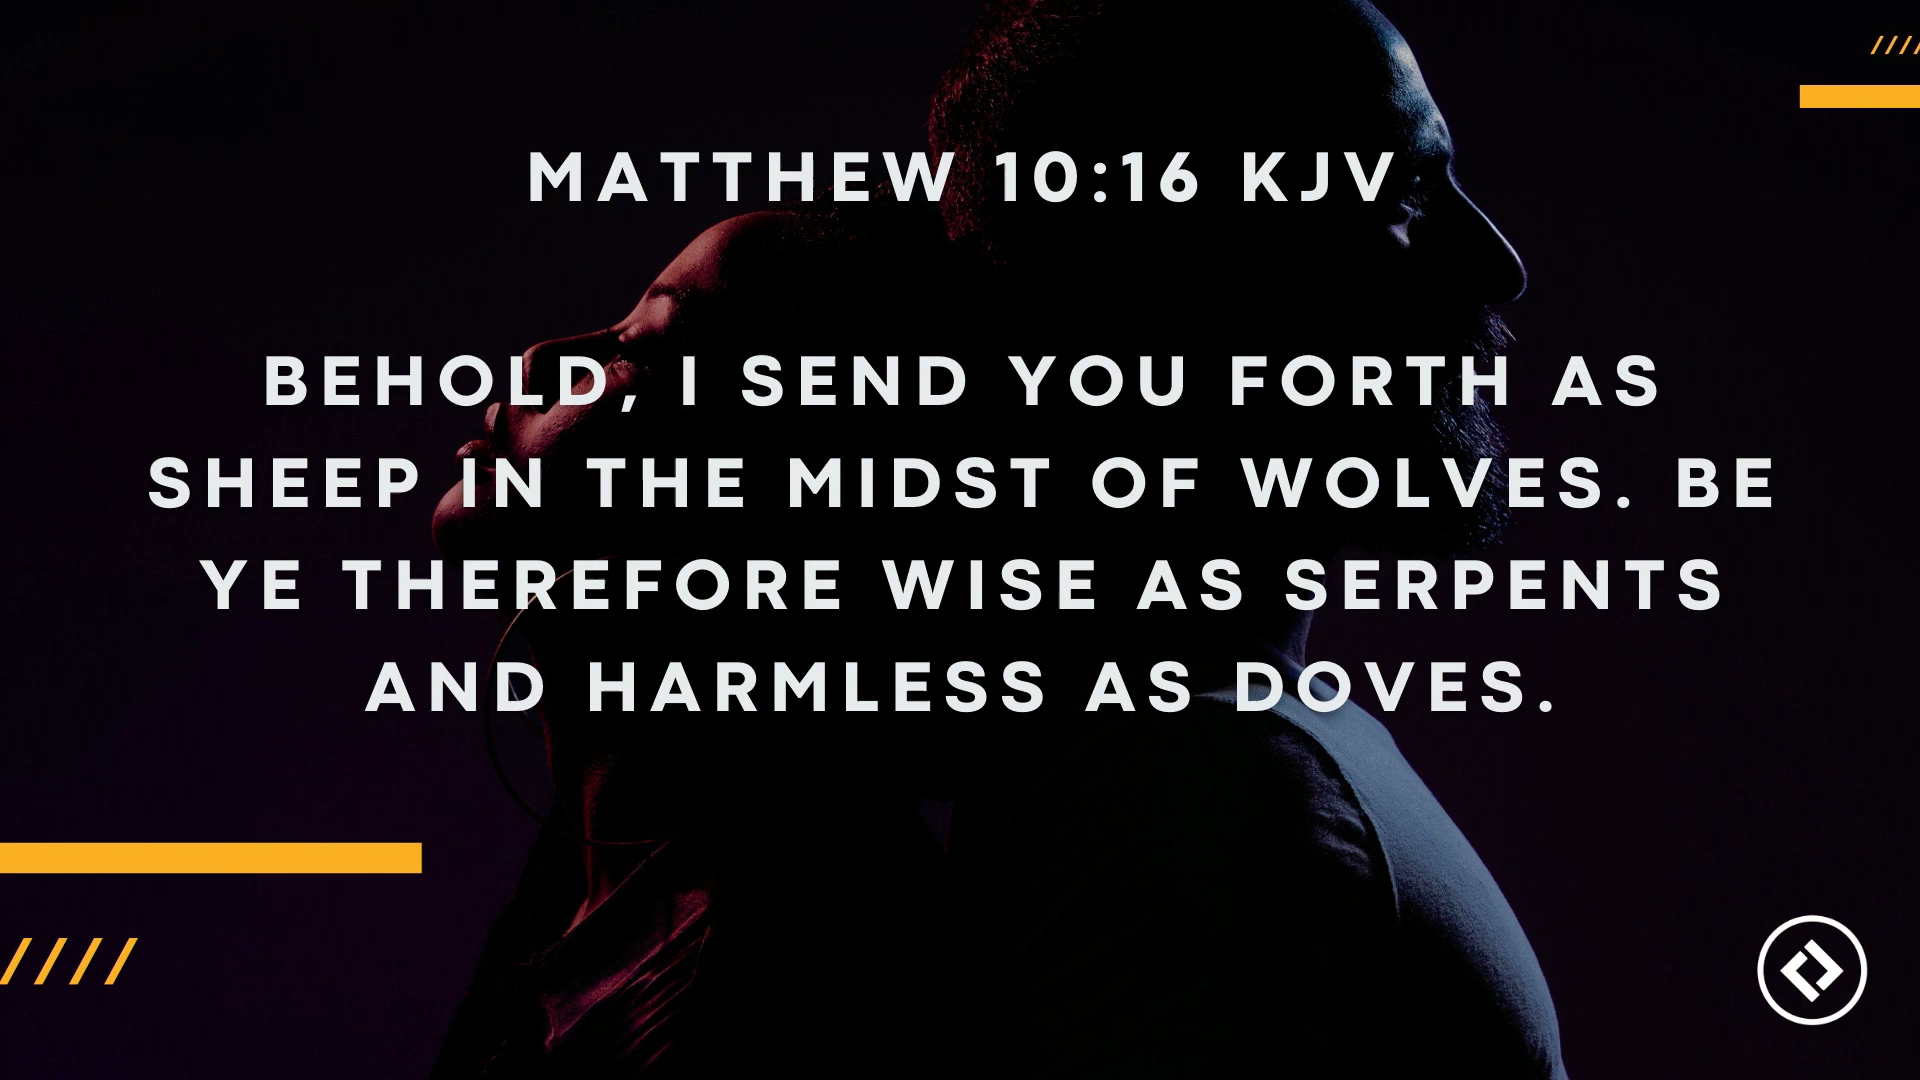 MATTHEW 10:16 KJV
BEHOLD, I SEND YOU FORTH AS
SHEEP IN THE MIDST OF WOLVES. BE
YE THEREFORE WISE AS SERPENTS
AND HARMLESS AS DOVES.